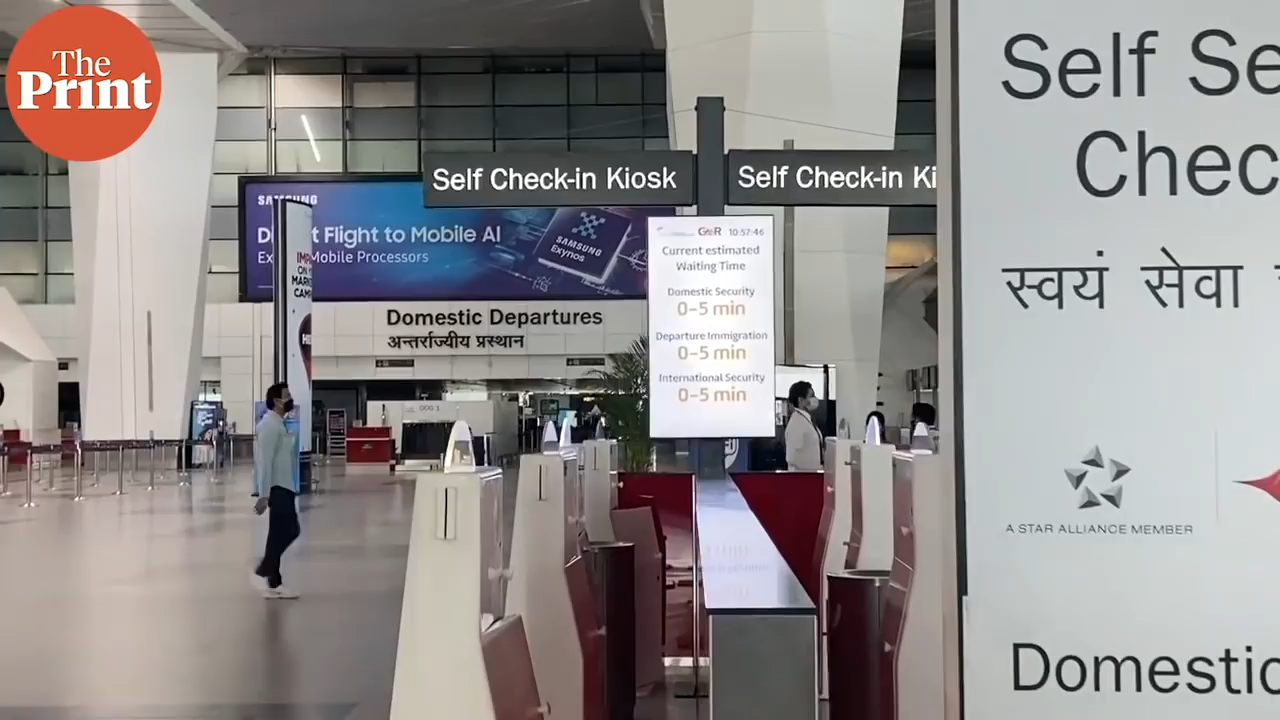 The
Print
Self Check-in Kiosk
Self Check-in Ki
SAMSUNG
Flight to Mobile AI
Mobile Processors
SAMSUNG
Exynos
Domestic Departures
अन्तर्राज्यीय प्रस्थान
GMR 10:57:46
Current estimated
Waiting Time
Domestic Security
0-5 min
Departure Immigration
0-5 min
International Security
0-5 min
Self Se
Chec
स्वयं सेवा
A STAR ALLIANCE MEMBER
Domestic